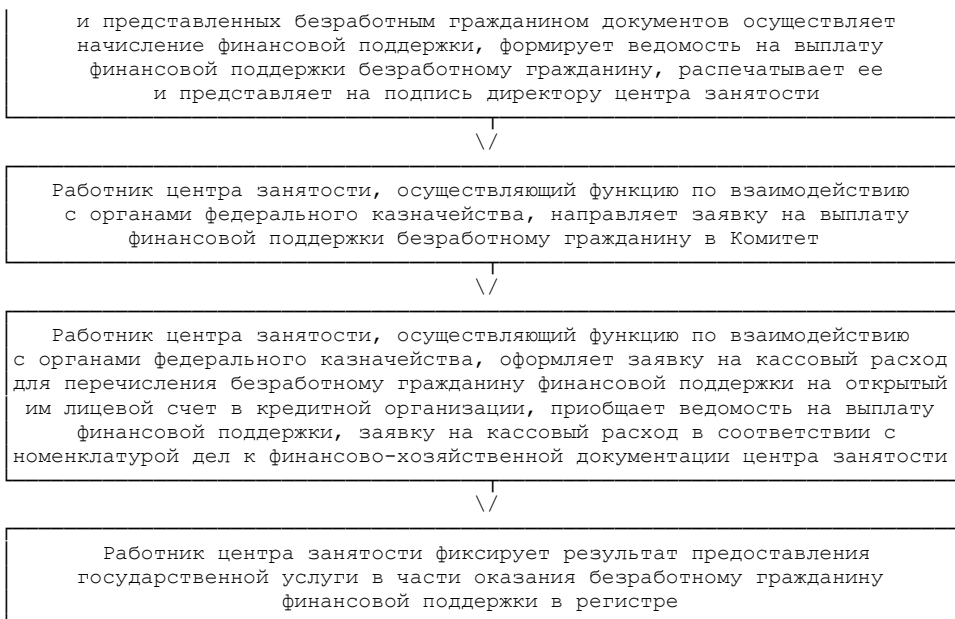 и представленных безработным гражданином документов осуществляет
начисление финансовой поддержки, формирует ведомость на выплату
финансовой поддержки безработному гражданину, распечатывает ее
и представляет на подпись директору центра занятости
\/
Работник центра занятости, осуществляющий функцию по взаимодействию
с органами федерального казначейства, направляет заявку на выплату
финансовой поддержки безработному гражданину в Комитет
\/
Работник центра занятости, осуществляющий функцию по взаимодействию
с органами федерального казначейства, оформляет заявку на кассовый расход
для перечисления безработному гражданину финансовой поддержки на открытый
им лицевой счет в кредитной организации, приобщает ведомость на выплату
финансовой поддержки, заявку на кассовый расход в соответствии с
номенклатурой дел к финансово-хозяйственной документации центра занятости
\/
Работник центра занятости фиксирует результат предоставления
государственной услуги в части оказания безработному гражданину
финансовой поддержки в регистре